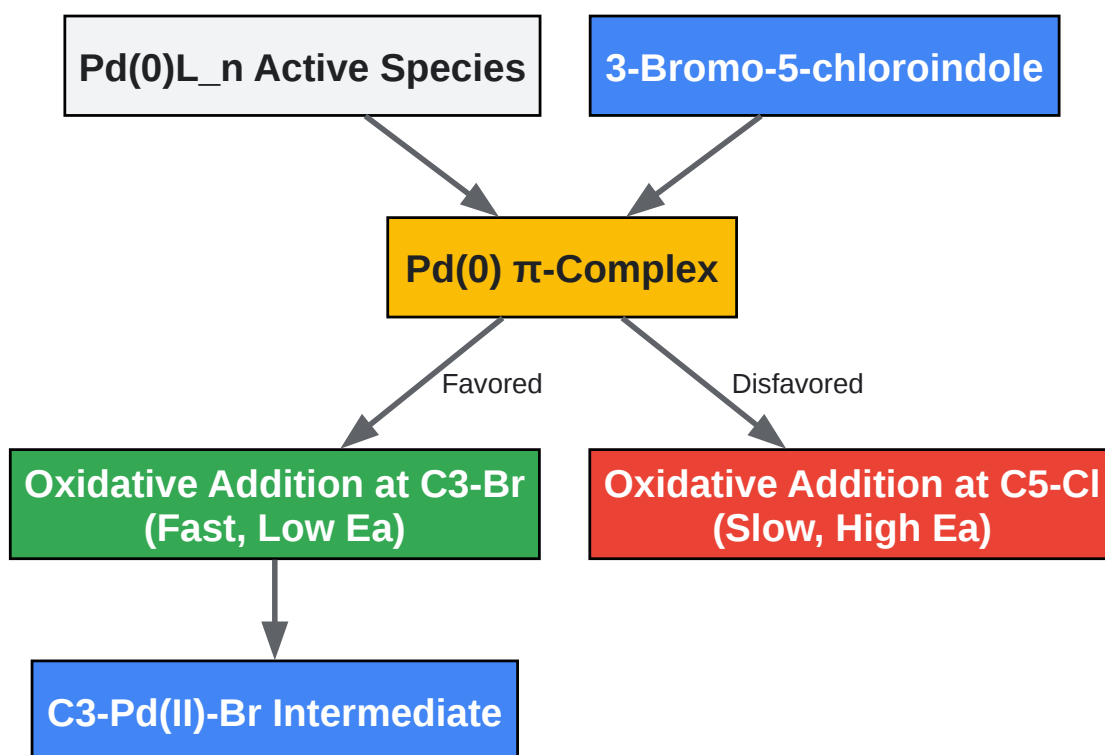 Pd(0)L_n Active Species
3-Bromo-5-chloroindole
Pd(0) π-Complex
Favored
Disfavored
Oxidative Addition at C3-Br
(Fast, Low Ea)
Oxidative Addition at C5-Cl
(Slow, High Ea)
C3-Pd(II)-Br Intermediate